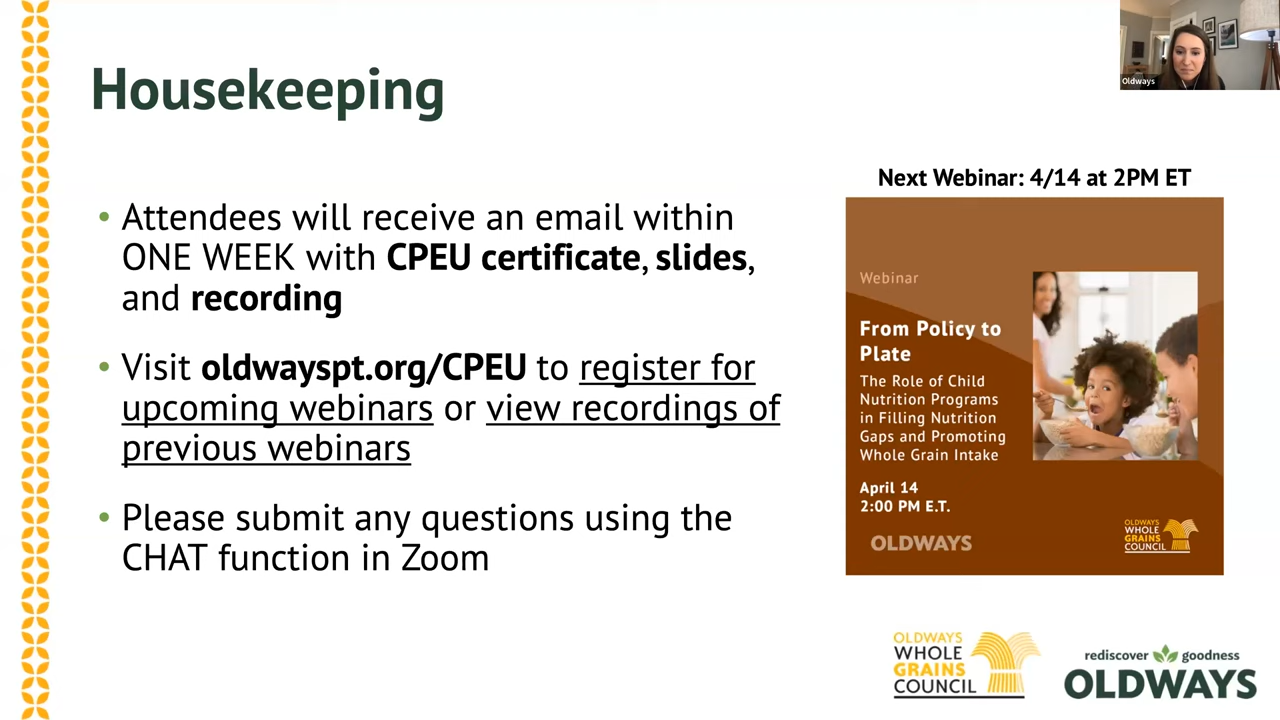 Housekeeping
• Attendees will receive an email within
ONE WEEK with CPEU certificate, slides,
and recording
• Visit oldwayspt.org/CPEU to register for
upcoming webinars or view recordings of
previous webinars
• Please submit any questions using the
CHAT function in Zoom
Oldways
Next Webinar: 4/14 at 2PM ET
Webinar
From Policy to
Plate
The Role of Child
Nutrition Programs
in Filling Nutrition
Gaps and Promoting
Whole Grain Intake
April 14
2:00 PM E.T.
OLDWAYS
OLDWAYS
WHOLE
GRAINS
COUNCIL
OLDWAYS
WHOLE
GRAINS
COUNCIL
rediscover goodness
OLDWAYS